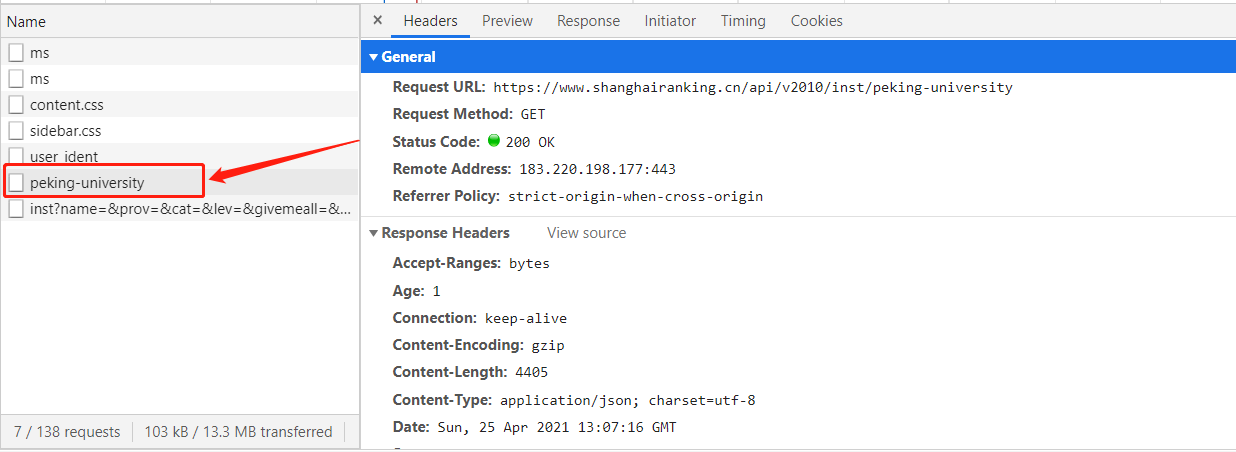 Name
ms
ms
content.css
sidebar.css
user_ident
peking-university
inst?name=&prov=&cat=&lev=&givemeall=&...
7 / 138 requests
103 kB / 13.3 MB transferred
× Headers Preview Response Initiator Timing Cookies
General
Request URL: https://www.shanghairanking.cn/api/v2010/inst/peking-university
Request Method: GET
Status Code: 200 OK
Remote Address: 183.220.198.177:443
Referrer Policy: strict-origin-when-cross-origin
Response Headers View source
Accept-Ranges: bytes
Age: 1
Connection: keep-alive
Content-Encoding: gzip
Content-Length: 4405
Content-Type: application/json; charset=utf-8
Date: Sun, 25 Apr 2021 13:07:16 GMT